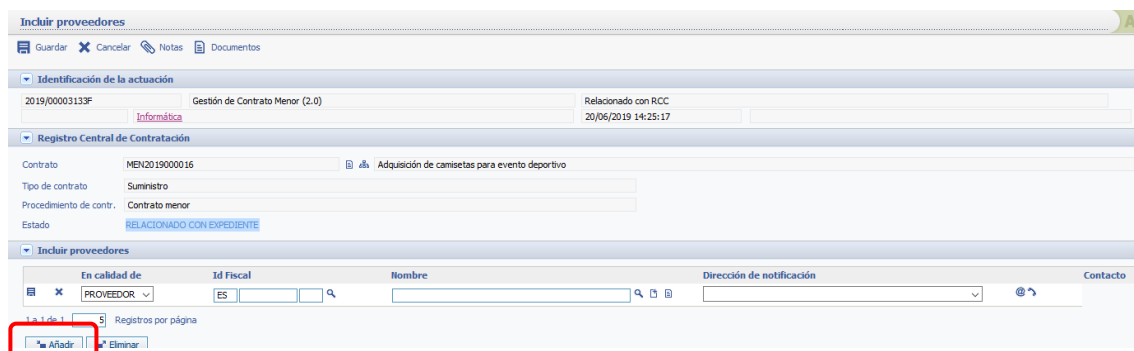 Incluir proveedores
A
Guardar Cancelar Notas Documentos
Identificación de la actuación
2019/00003133F Gestión de Contrato Menor (2.0) Relacionado con RCC
Informática 20/06/2019 14:25:17
Registro Central de Contratación
Contrato MEN2019000016 Adquisición de camisetas para evento deportivo
Tipo de contrato Suministro
Procedimiento de contr. Contrato menor
Estado RELACIONADO CON EXPEDIENTE
Incluir proveedores
En calidad de Id Fiscal Nombre Dirección de notificación Contacto
PROVEEDOR ES
1 a 1 de 1 5 Registros por página
Añadir Eliminar